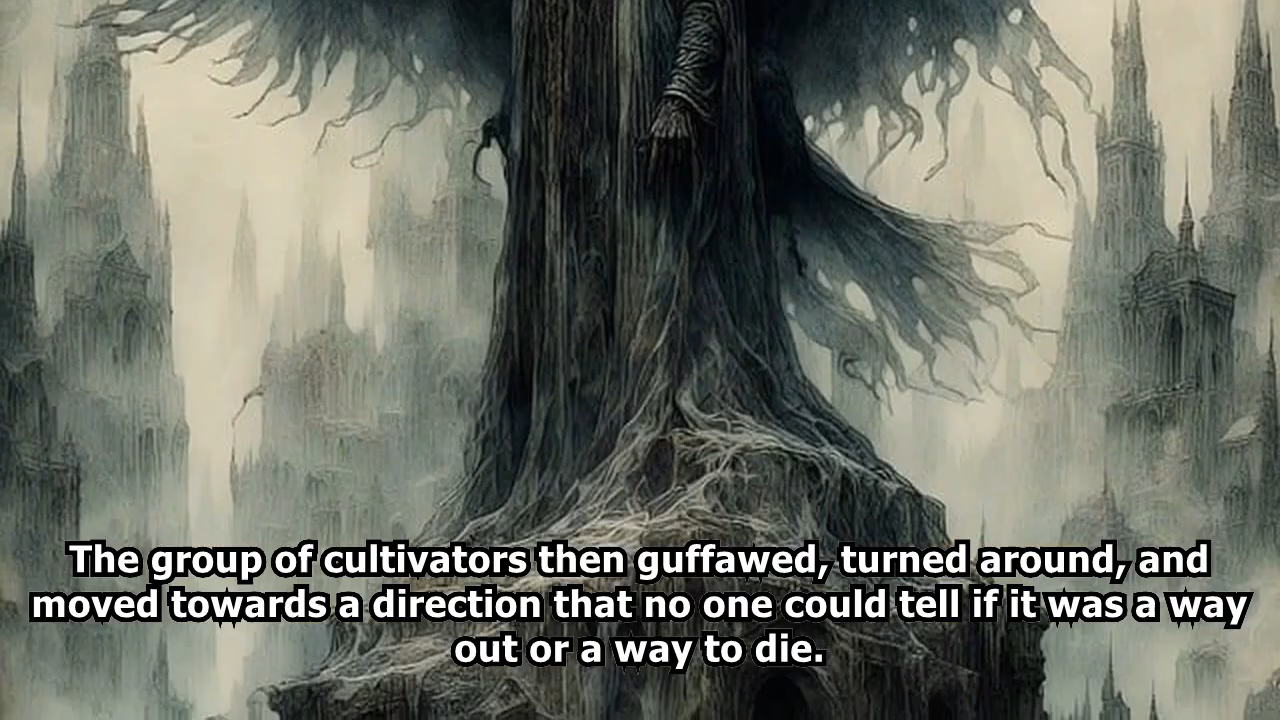 The group of cultivators then guffawed, turned around, and
moved towards a direction that no one could tell if it was a way
out or a way to die.